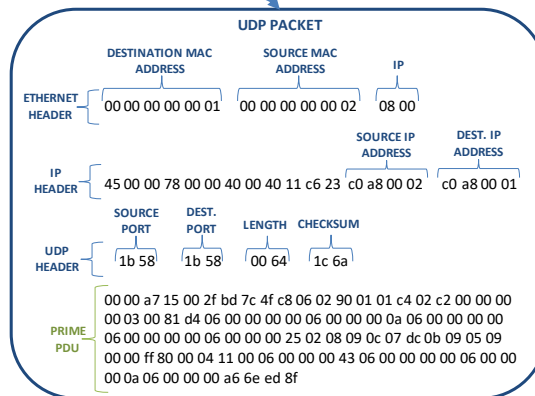 UDP PACKET
DESTINATION MAC ADDRESS
SOURCE MAC ADDRESS
IP
ETHERNET HEADER
00 00 00 00 00 01 00 00 00 00 00 02 08 00
SOURCE IP ADDRESS
DEST. IP ADDRESS
IP HEADER
45 00 00 78 00 00 40 00 40 11 c6 23 c0 a8 00 02 c0 a8 00 01
SOURCE PORT
DEST. PORT
LENGTH
CHECKSUM
UDP HEADER
1b 58 1b 58 00 64 1c 6a
PRIME PDU
00 00 a7 15 00 2f bd 7c 4f c8 06 02 90 01 01 c4 02 c2 00 00 00
00 03 00 81 d4 06 00 00 00 00 06 00 00 00 0a 06 00 00 00 00
06 00 00 00 00 06 00 00 00 25 02 08 09 0c 07 dc 0b 09 05 09
00 00 ff 80 00 04 11 00 06 00 00 00 43 06 00 00 00 00 06 00 00
00 0a 06 00 00 00 a6 6e ed 8f